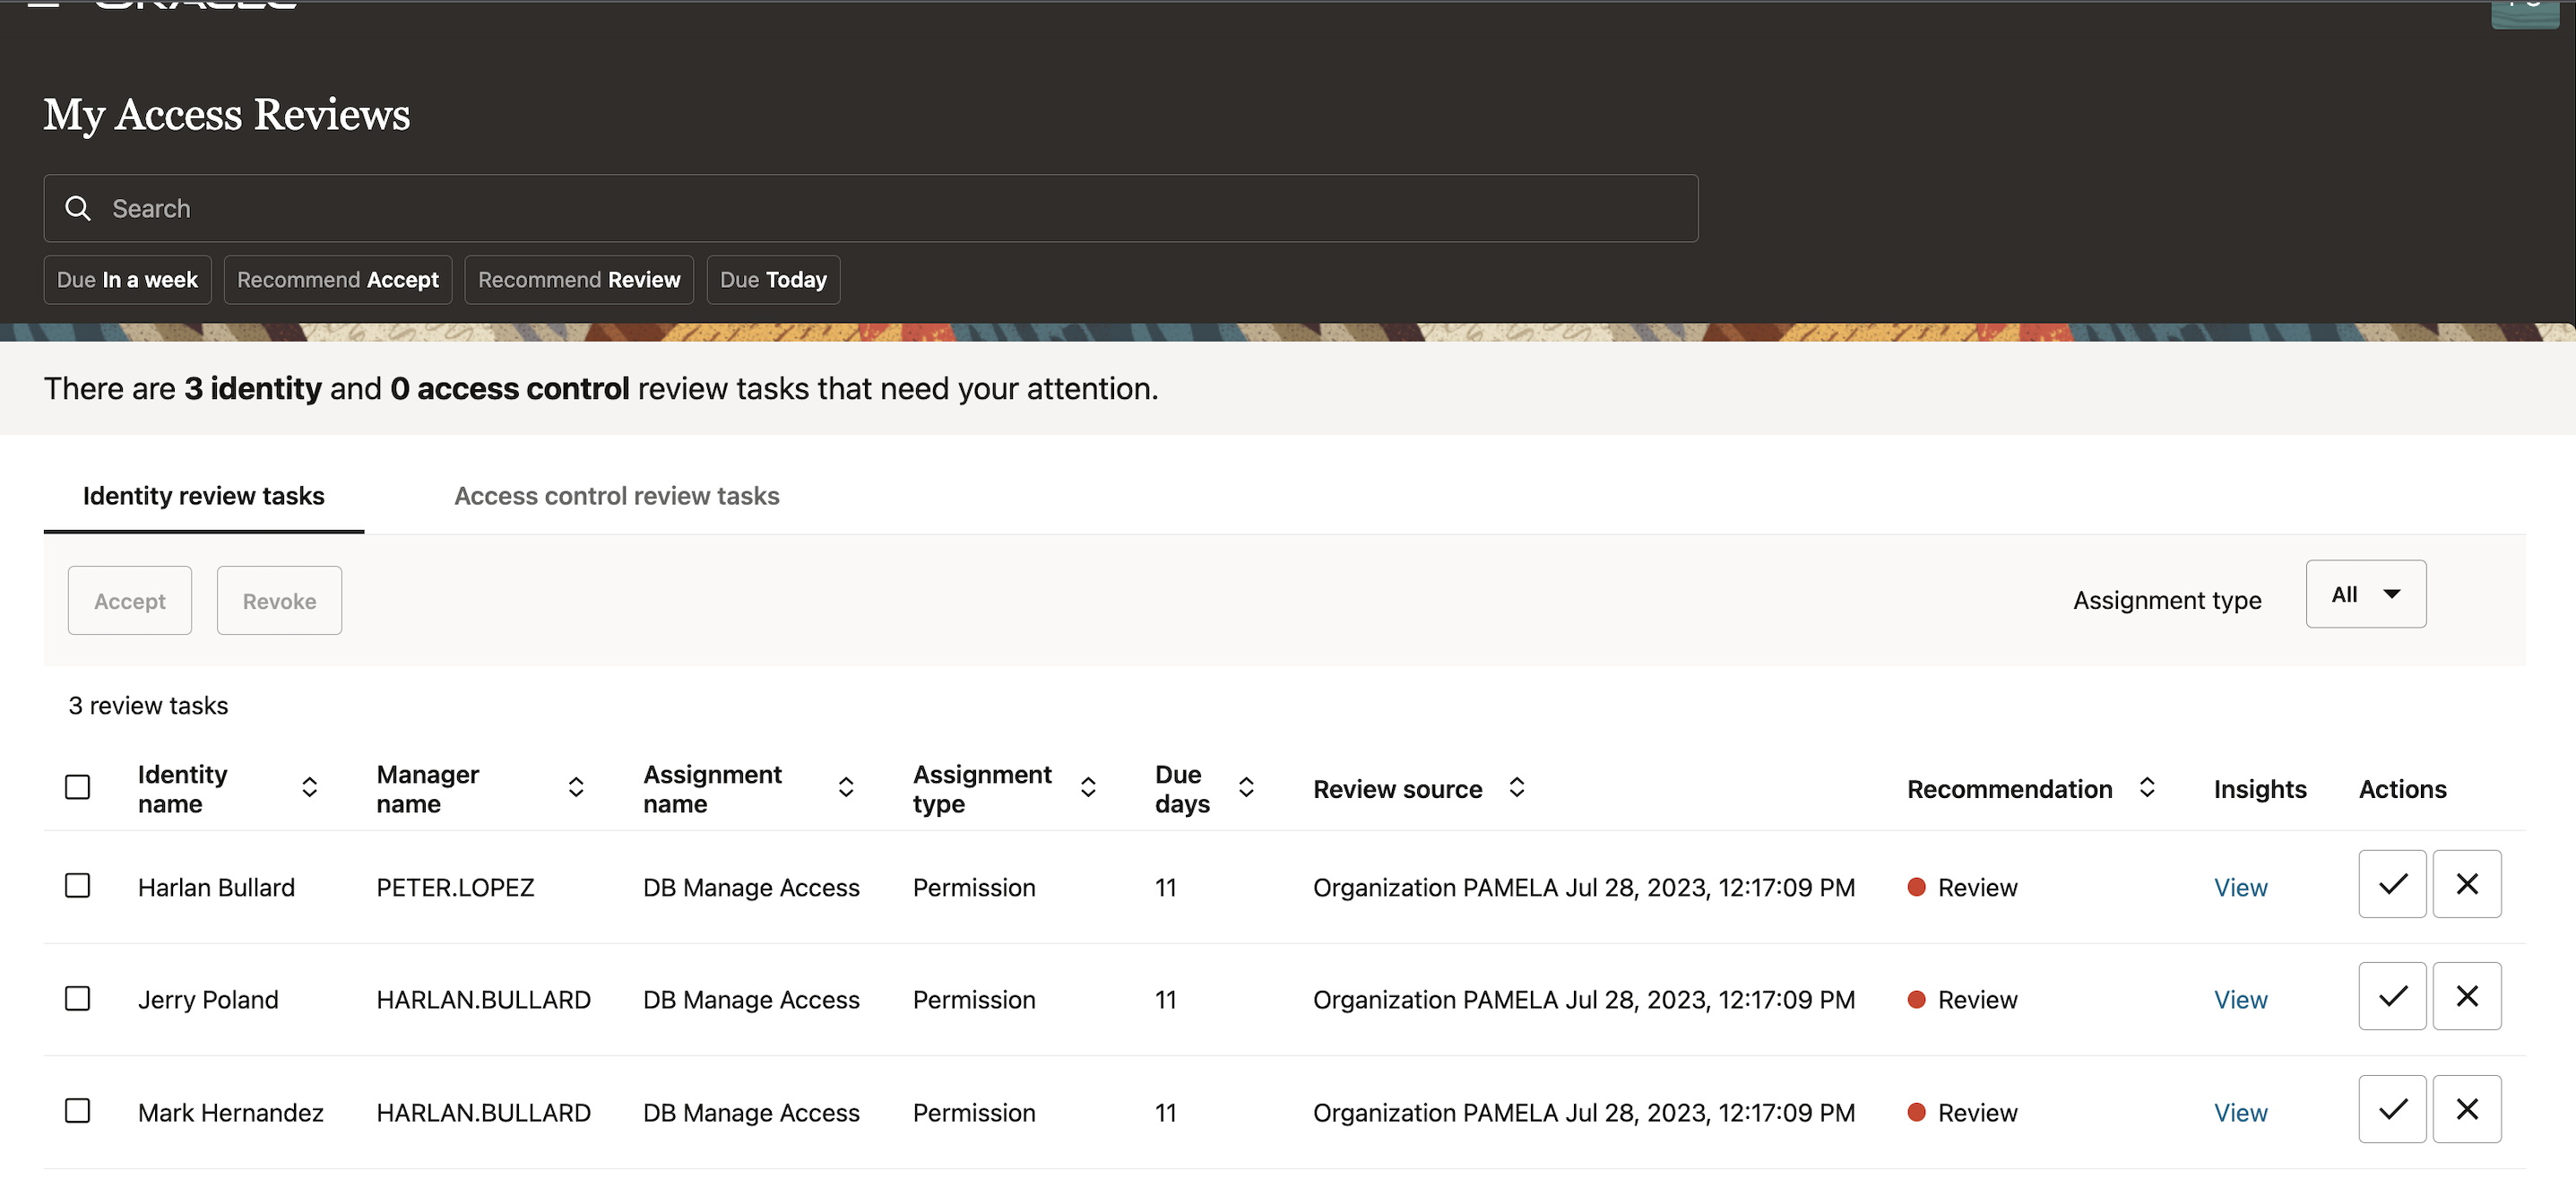 My Access Reviews
Search
Due In a week Recommend Accept Recommend Review Due Today
There are 3 identity and 0 access control review tasks that need your attention.
Identity review tasks Access control review tasks
Accept Revoke Assignment type All
3 review tasks
Identity name Manager name Assignment name Assignment type Due days Review source Recommendation Insights Actions
Harlan Bullard PETER.LOPEZ DB Manage Access Permission 11 Organization PAMELA Jul 28, 2023, 12:17:09 PM Review View
Jerry Poland HARLAN.BULLARD DB Manage Access Permission 11 Organization PAMELA Jul 28, 2023, 12:17:09 PM Review View
Mark Hernandez HARLAN.BULLARD DB Manage Access Permission 11 Organization PAMELA Jul 28, 2023, 12:17:09 PM Review View